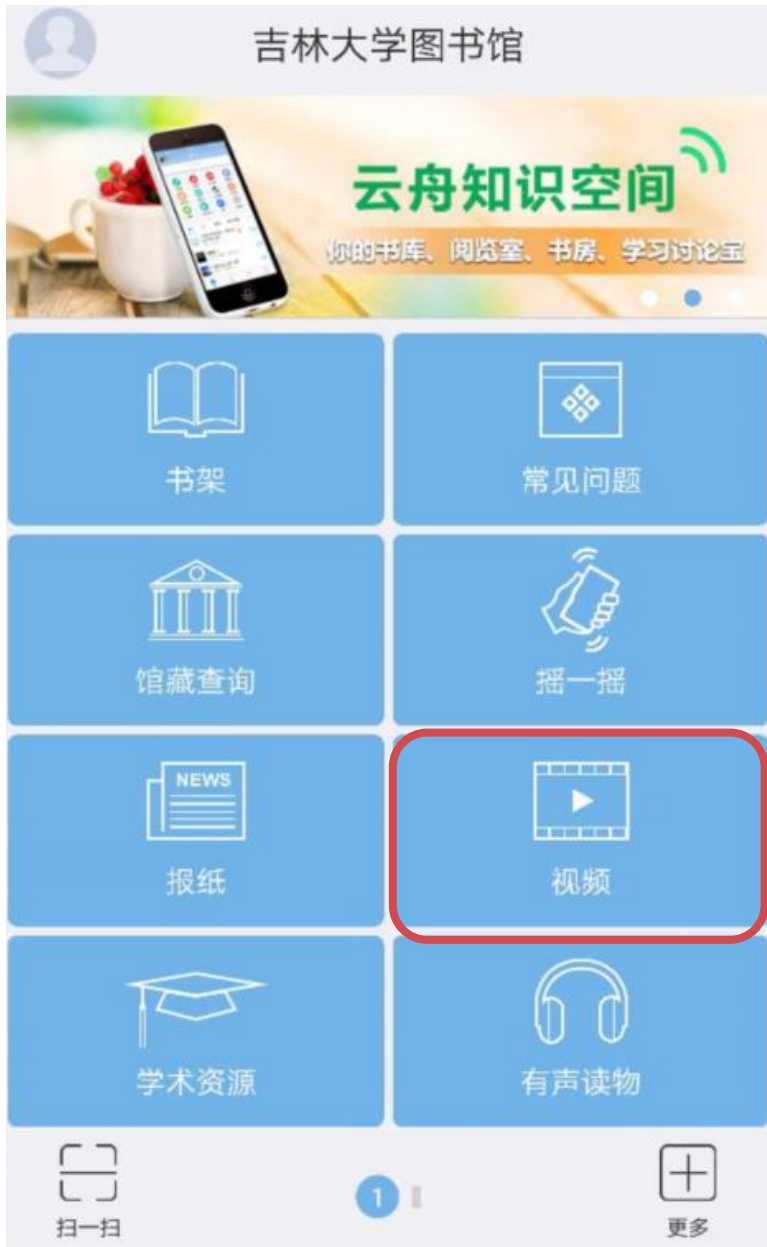 吉林大学图书馆
云舟知识空间
你的书库、阅览室、书房、学习讨论宝
书架
常见问题
馆藏查询
摇一摇
NEWS
报纸
视频
学术资源
有声读物
扫一扫
1
更多